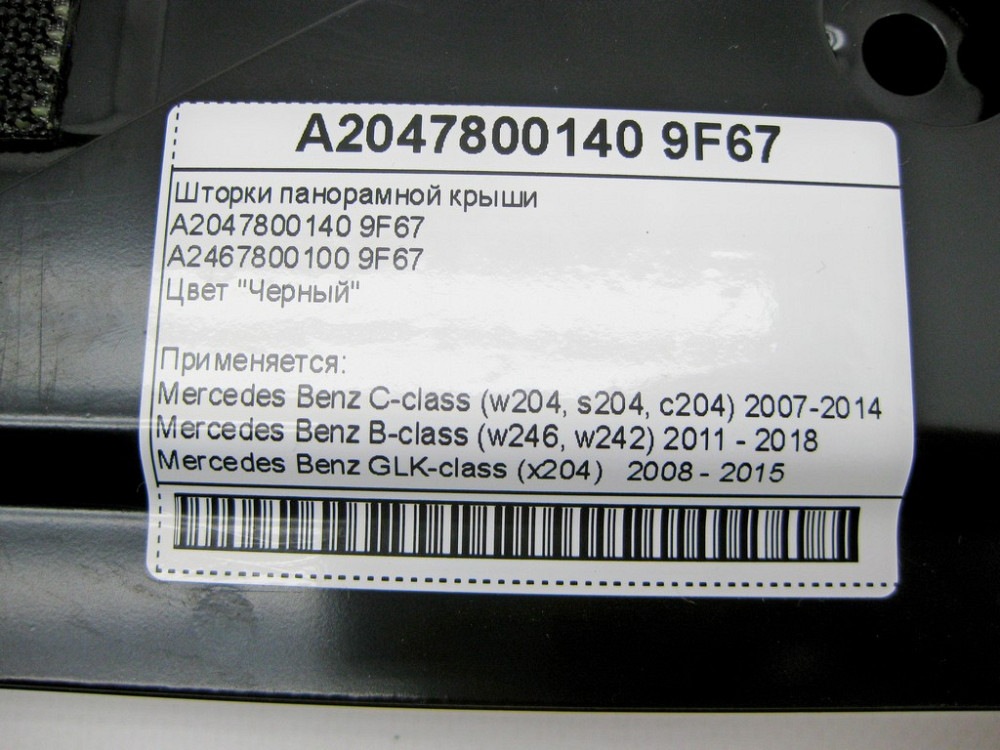 A2047800140 9F67
Шторки панорамной крыши
A2047800140 9F67
A2467800100 9F67
Цвет "Черный"
Применяется:
Mercedes Benz C-class (w204, s204, c204) 2007-2014
Mercedes Benz B-class (w246, w242) 2011 - 2018
Mercedes Benz GLK-class (x204) 2008 - 2015